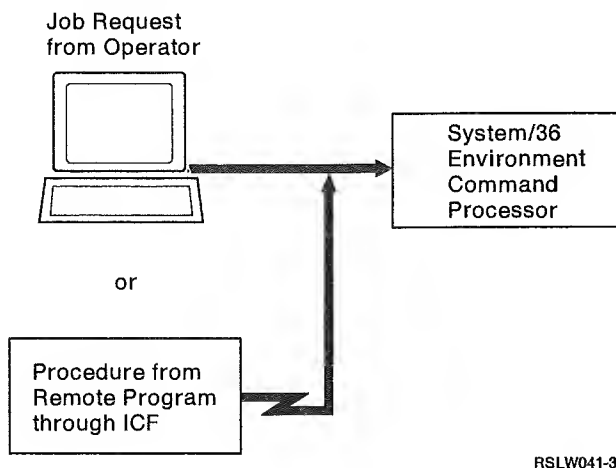 Job Request
from Operator
System/36
Environment
Command
Processor
or
Procedure from
Remote Program
through ICF
RSLW041-3